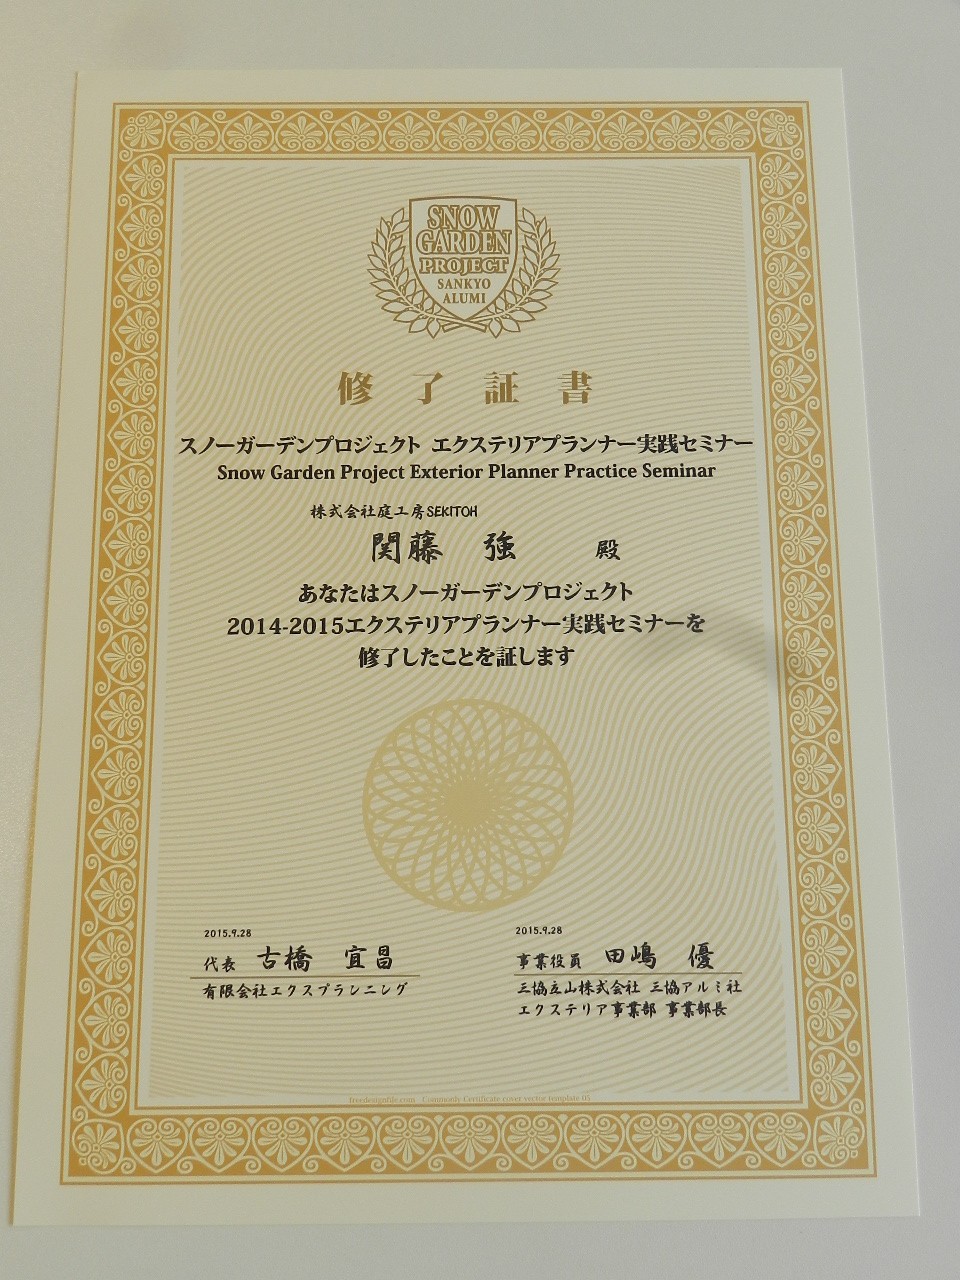 SNOW
GARDEN
PROJECT
SANKYO
ALUMI
修了証書
スノーガーデンプロジェクト エクステリアプランナー実践セミナー
Snow Garden Project Exterior Planner Practice Seminar
株式会社庭工房SEKITOH
関藤 強 殿
あなたはスノーガーデンプロジェクト
2014-2015エクステリアプランナー実践セミナーを
修了したことを証します
2015.9.28
代表 古橋 宜昌
有限会社エクスプランニング
2015.9.28
事業役員 田嶋 優
三協立山株式会社 三協アルミ社
エクステリア事業部 事業部長
freedesignfile.com Commonly Certificate cover vector template 05